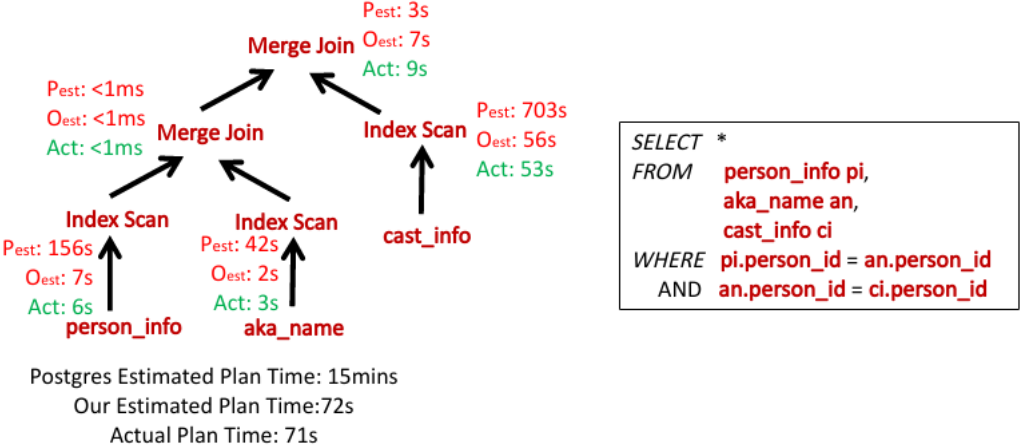 Pest: 3s
Oest: 7s
Act: 9s
Merge Join
Pest: <1ms
Oest: <1ms
Act: <1ms
Merge Join
Index Scan
Pest: 703s
Oest: 56s
Act: 53s
cast_info
Index Scan
Pest: 156s
Oest: 7s
Act: 6s
person_info
Index Scan
Pest: 42s
Oest: 2s
Act: 3s
aka_name
Postgres Estimated Plan Time: 15mins
Our Estimated Plan Time:72s
Actual Plan Time: 71s
SELECT *
FROM person_info pi,
aka_name an,
cast_info ci
WHERE pi.person_id = an.person_id
AND an.person_id = ci.person_id